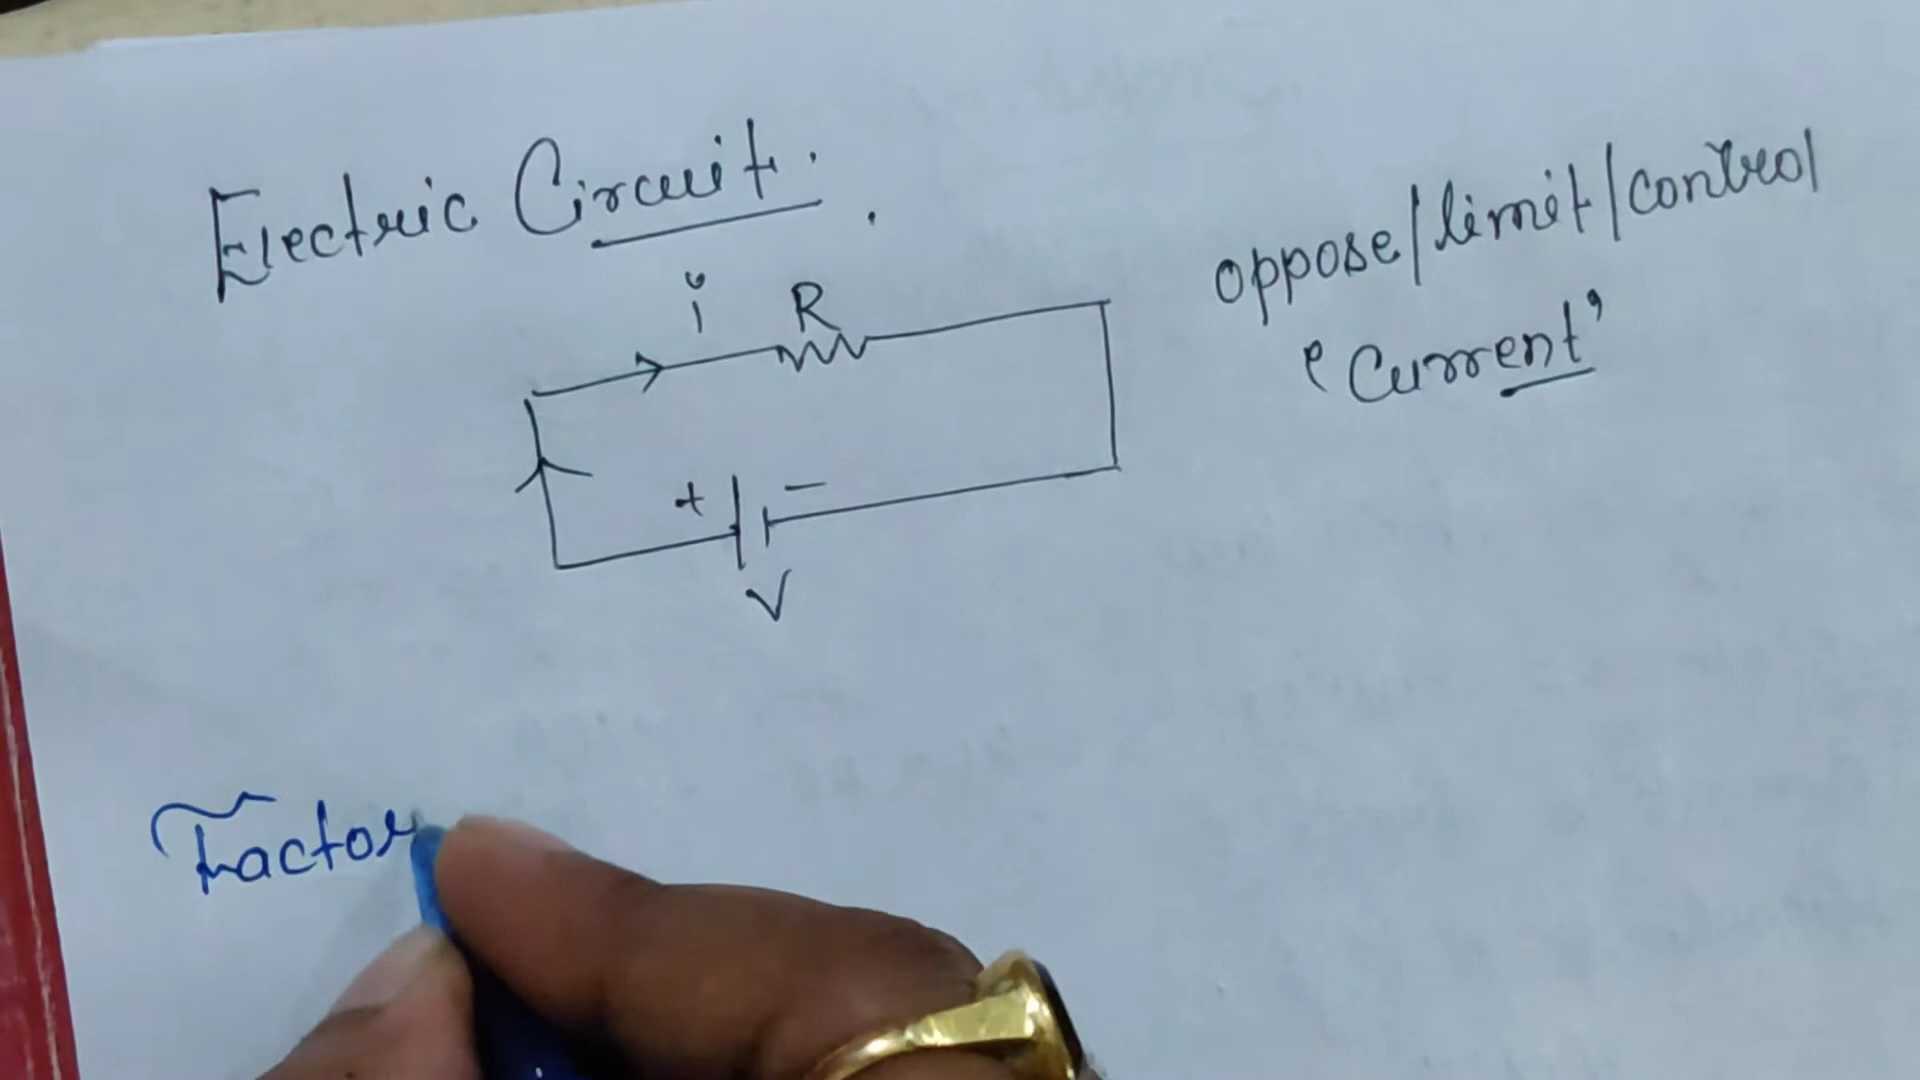 Electric Circuit.
oppose/limit/control
'Current'
i R
+ -
V
Factor